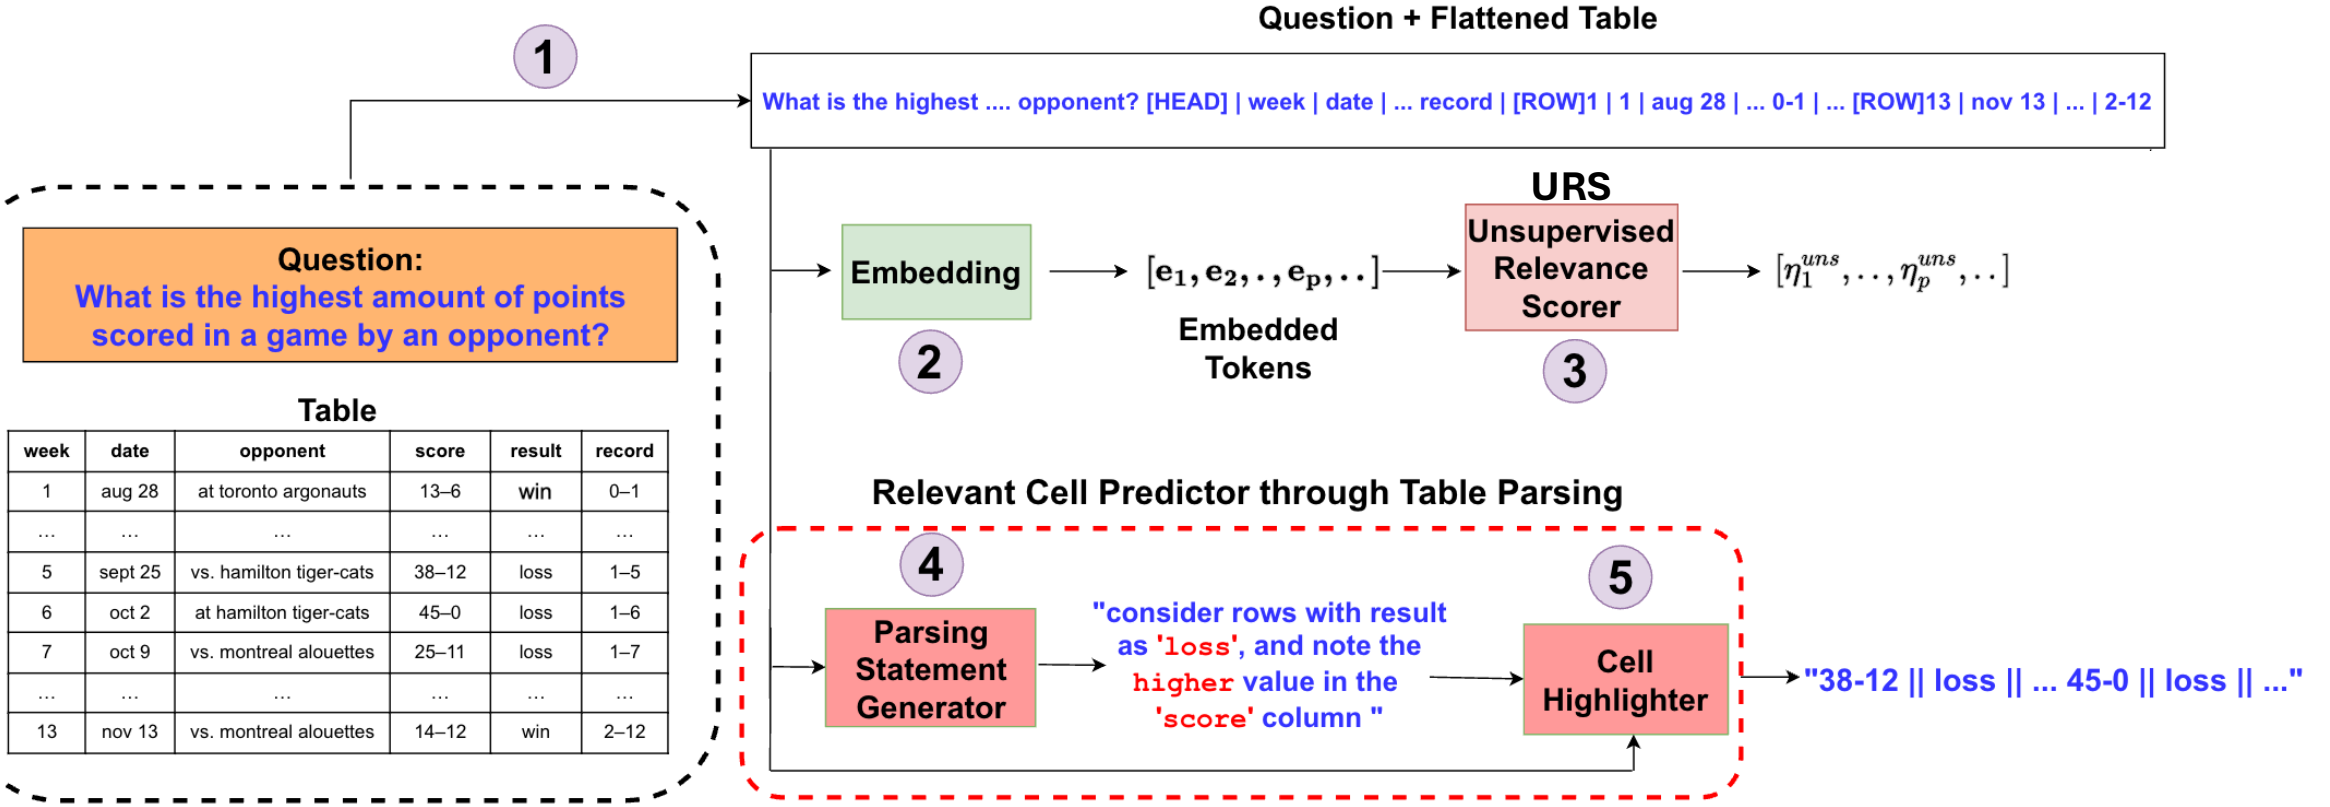 Question + Flattened Table
1
What is the highest .... opponent? [HEAD] | week | date | ... record | [ROW]1 | 1 | aug 28 | ... 0-1 | ... [ROW]13 | nov 13 | ... | 2-12
Question:
What is the highest amount of points
scored in a game by an opponent?
Table
week date opponent score result record
1 aug 28 at toronto argonauts 13–6 win 0–1
... ... ... ... ... ...
5 sept 25 vs. hamilton tiger-cats 38–12 loss 1–5
6 oct 2 at hamilton tiger-cats 45–0 loss 1–6
7 oct 9 vs. montreal alouettes 25–11 loss 1–7
... ... ... ... ... ...
13 nov 13 vs. montreal alouettes 14–12 win 2–12
Embedding
2
[e₁, e₂, ., eₚ, ..]
Embedded
Tokens
URS
Unsupervised
Relevance
Scorer
3
[η₁ᵘⁿˢ, .., ηₚᵘⁿˢ, ..]
Relevant Cell Predictor through Table Parsing
4
Parsing
Statement
Generator
"consider rows with result
as 'loss', and note the
higher value in the
'score' column "
5
Cell
Highlighter
"38-12 || loss || ... 45-0 || loss || ..."